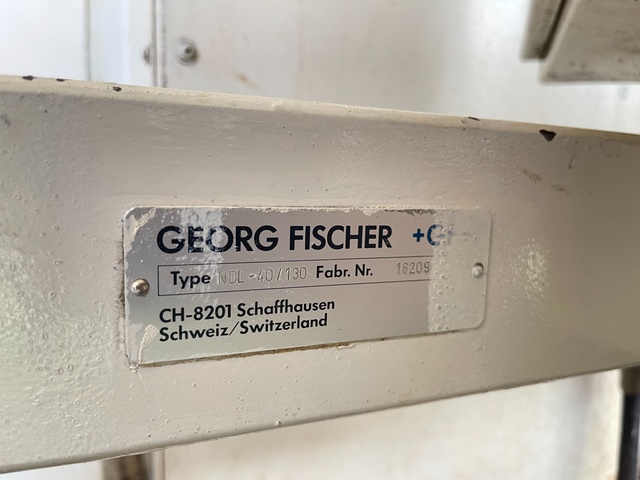 GEORG FISCHER +GF+
Type NDL-40/130 Fabr. Nr. 16209
CH-8201 Schaffhausen
Schweiz/Switzerland